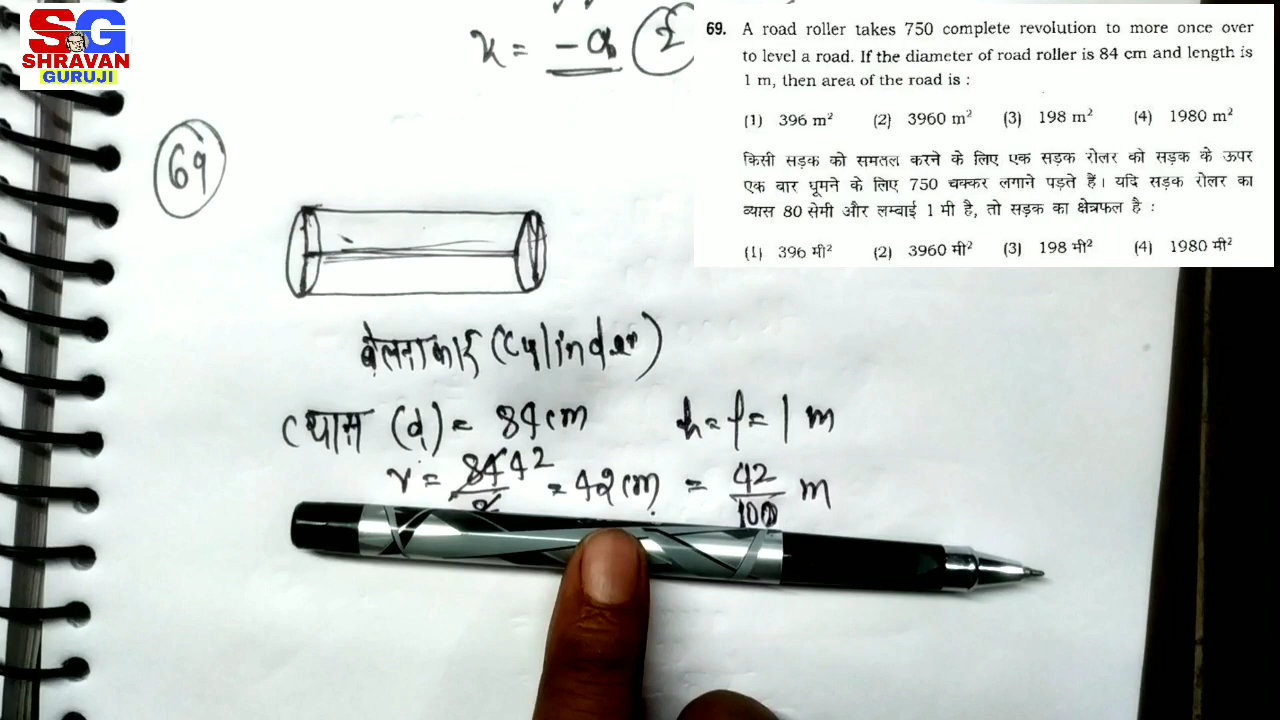 SG
SHRAVAN
GURUJI
x = -a 2
69. A road roller takes 750 complete revolution to more once over
to level a road. If the diameter of road roller is 84 cm and length is
1 m, then area of the road is :
(1) 396 m² (2) 3960 m² (3) 198 m² (4) 1980 m²
किसी सड़क को समतल करने के लिए एक सड़क रोलर को सड़क के ऊपर
एक बार घूमने के लिए 750 चक्कर लगाने पड़ते हैं। यदि सड़क रोलर का
व्यास 80 सेमी और लम्बाई 1 मी है, तो सड़क का क्षेत्रफल है :
(1) 396 मी² (2) 3960 मी² (3) 198 मी² (4) 1980 मी²
69
बेलनाकार (Cylinder)
व्यास (d) = 84 cm h = l = 1 m
r = 84/2 42 = 42 cm = 42/100 m